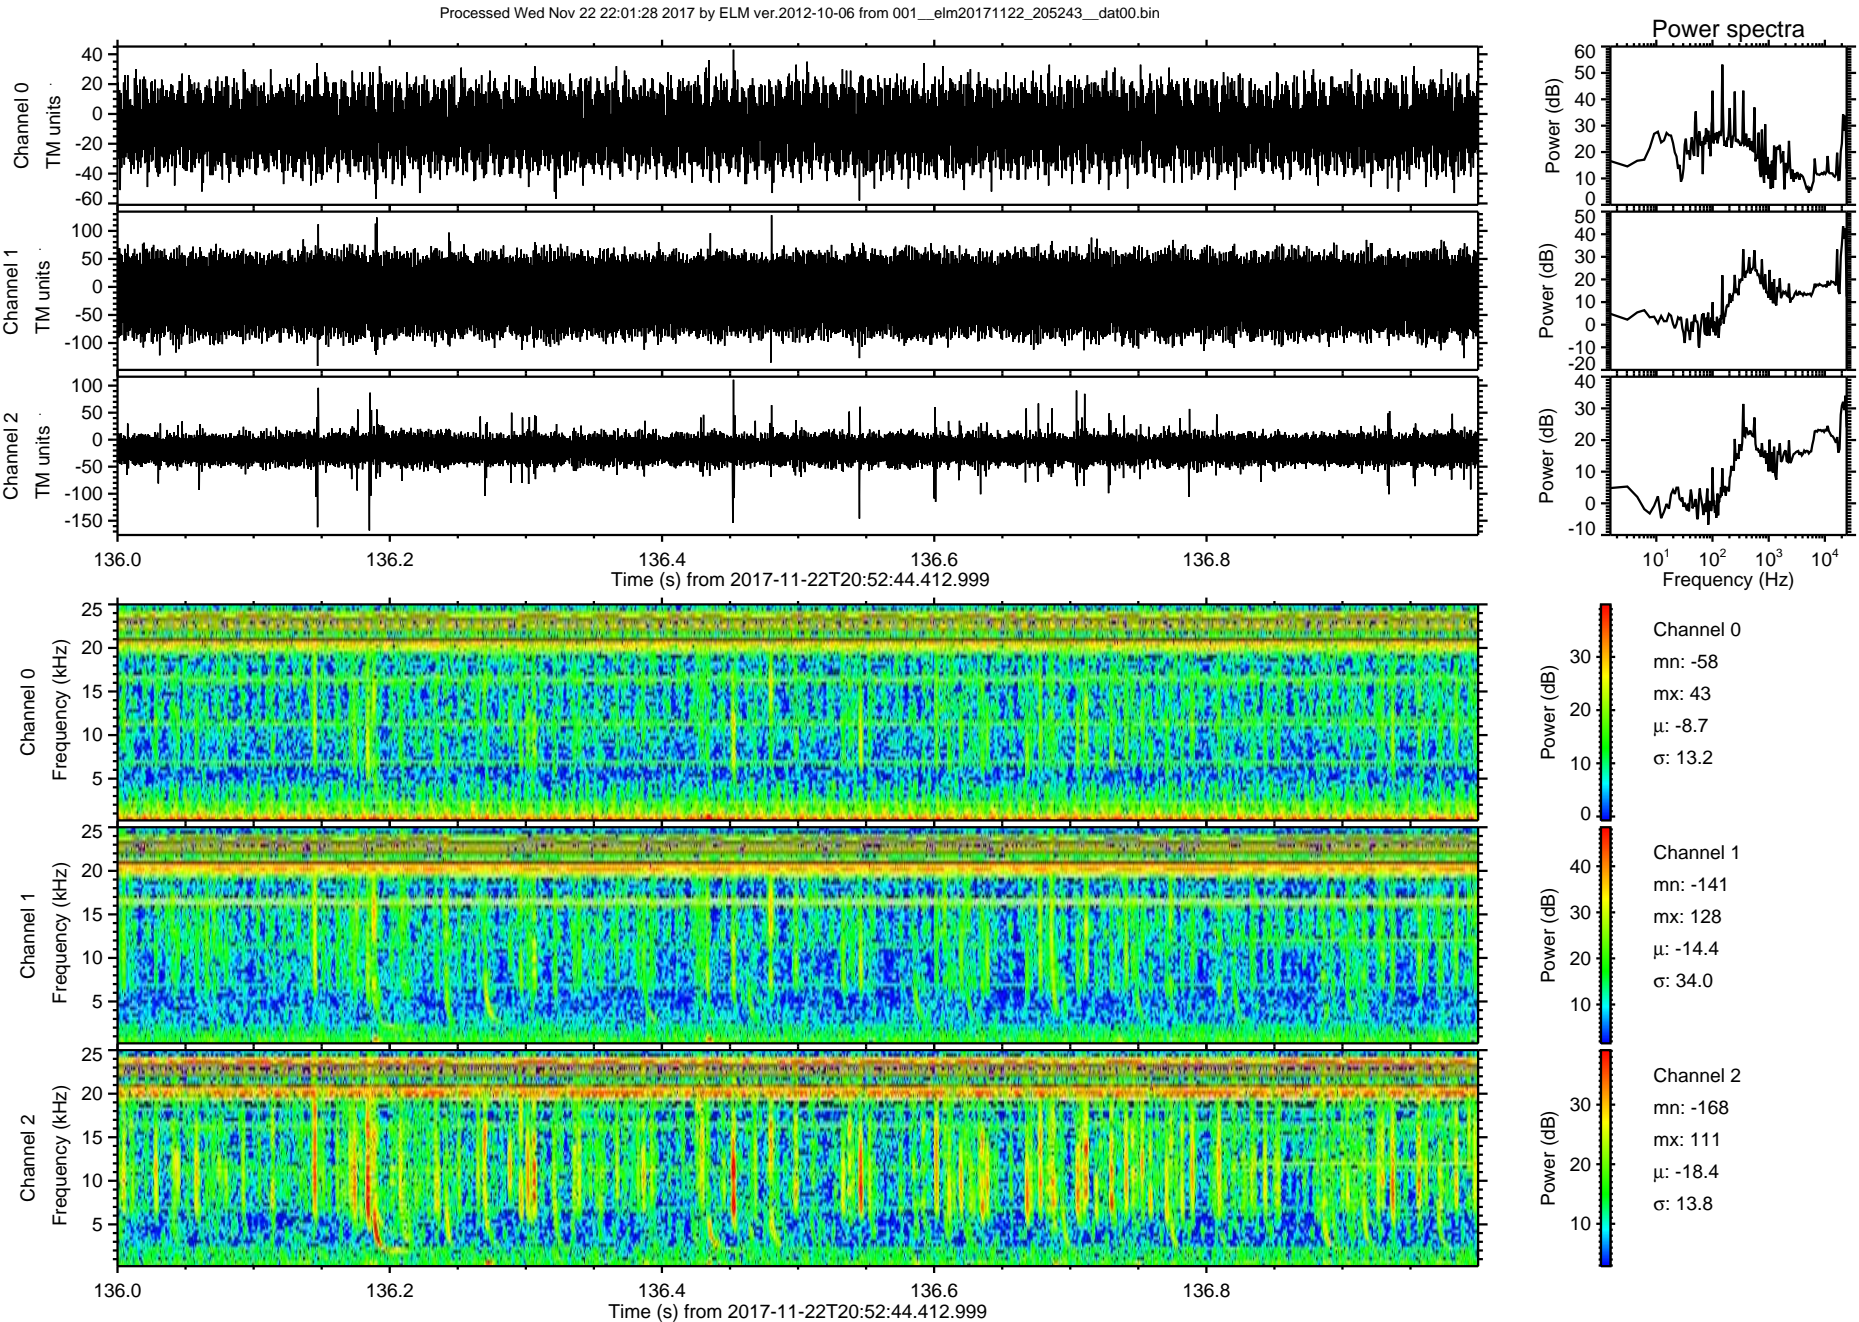 Processed Wed Nov 22 22:01:28 2017 by ELM ver.2012-10-06 from 001__elm20171122_205243__dat00.bin
Power spectra
Channel 0
TM units
40
20
0
-20
-40
-60
Power (dB)
60
50
40
30
20
10
0
Channel 1
TM units
100
50
0
-50
-100
Power (dB)
50
40
30
20
10
0
-10
-20
Channel 2
TM units
100
50
0
-50
-100
-150
Power (dB)
40
30
20
10
0
-10
136.0 136.2 136.4 136.6 136.8
Time (s) from 2017-11-22T20:52:44.412.999
10^1 10^2 10^3 10^4
Frequency (Hz)
Channel 0
Frequency (kHz)
25
20
15
10
5
Power (dB)
30
20
10
0
Channel 0
mn: -58
mx: 43
µ: -8.7
σ: 13.2
Channel 1
Frequency (kHz)
25
20
15
10
5
Power (dB)
40
30
20
10
Channel 1
mn: -141
mx: 128
µ: -14.4
σ: 34.0
Channel 2
Frequency (kHz)
25
20
15
10
5
Power (dB)
30
20
10
Channel 2
mn: -168
mx: 111
µ: -18.4
σ: 13.8
136.0 136.2 136.4 136.6 136.8
Time (s) from 2017-11-22T20:52:44.412.999